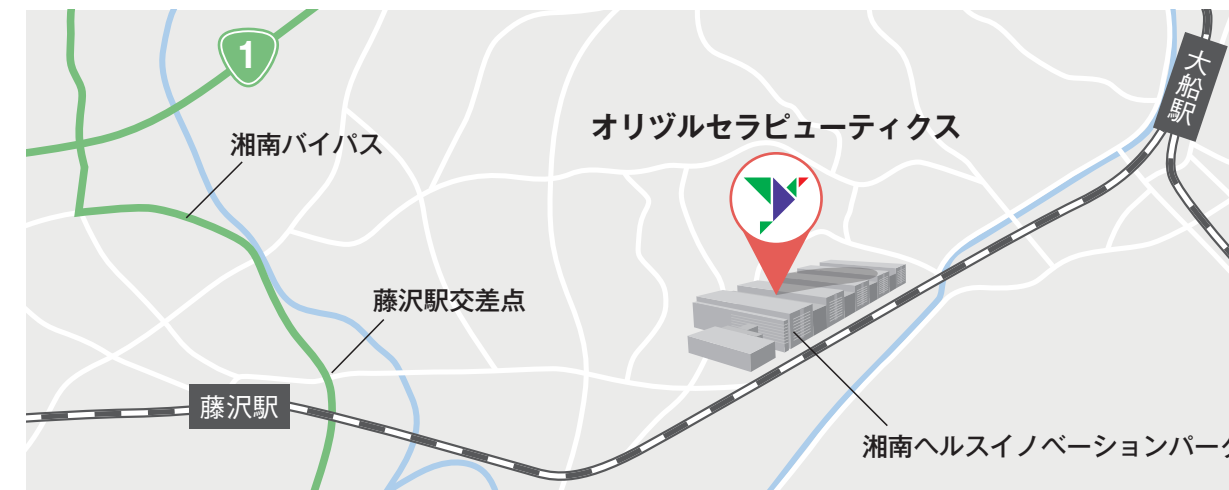 1
大船駅
オリヅルセラピューティクス
湘南バイパス
藤沢駅交差点
藤沢駅
湘南ヘルスイノベーションパーク